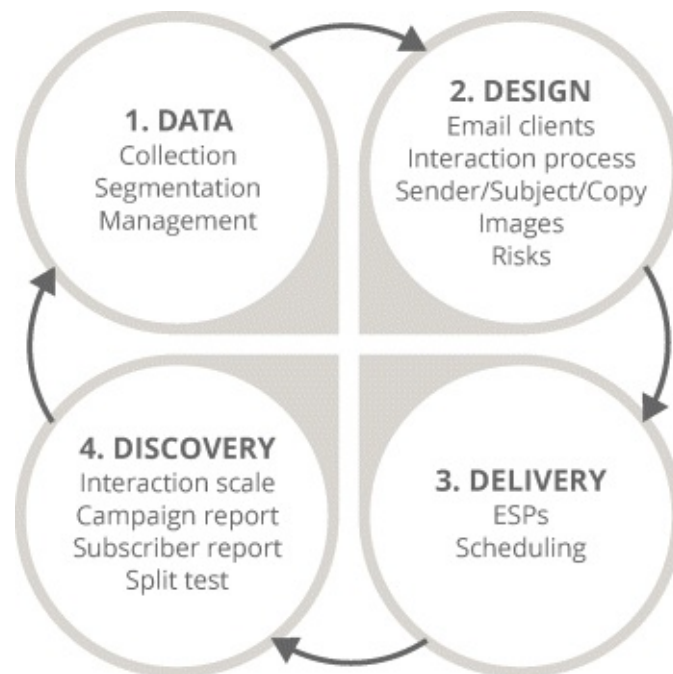 1. DATA
Collection
Segmentation
Management
2. DESIGN
Email clients
Interaction process
Sender/Subject/Copy
Images
Risks
3. DELIVERY
ESPs
Scheduling
4. DISCOVERY
Interaction scale
Campaign report
Subscriber report
Split test